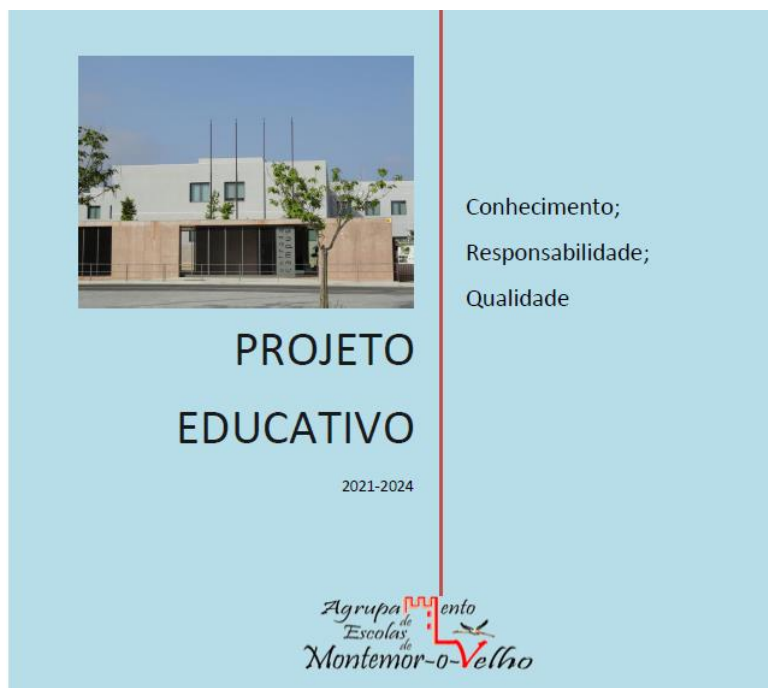 PROJETO
EDUCATIVO
2021-2024
Conhecimento;
Responsabilidade;
Qualidade
Agrupamento
de
Escolas
de
Montemor-o-Velho